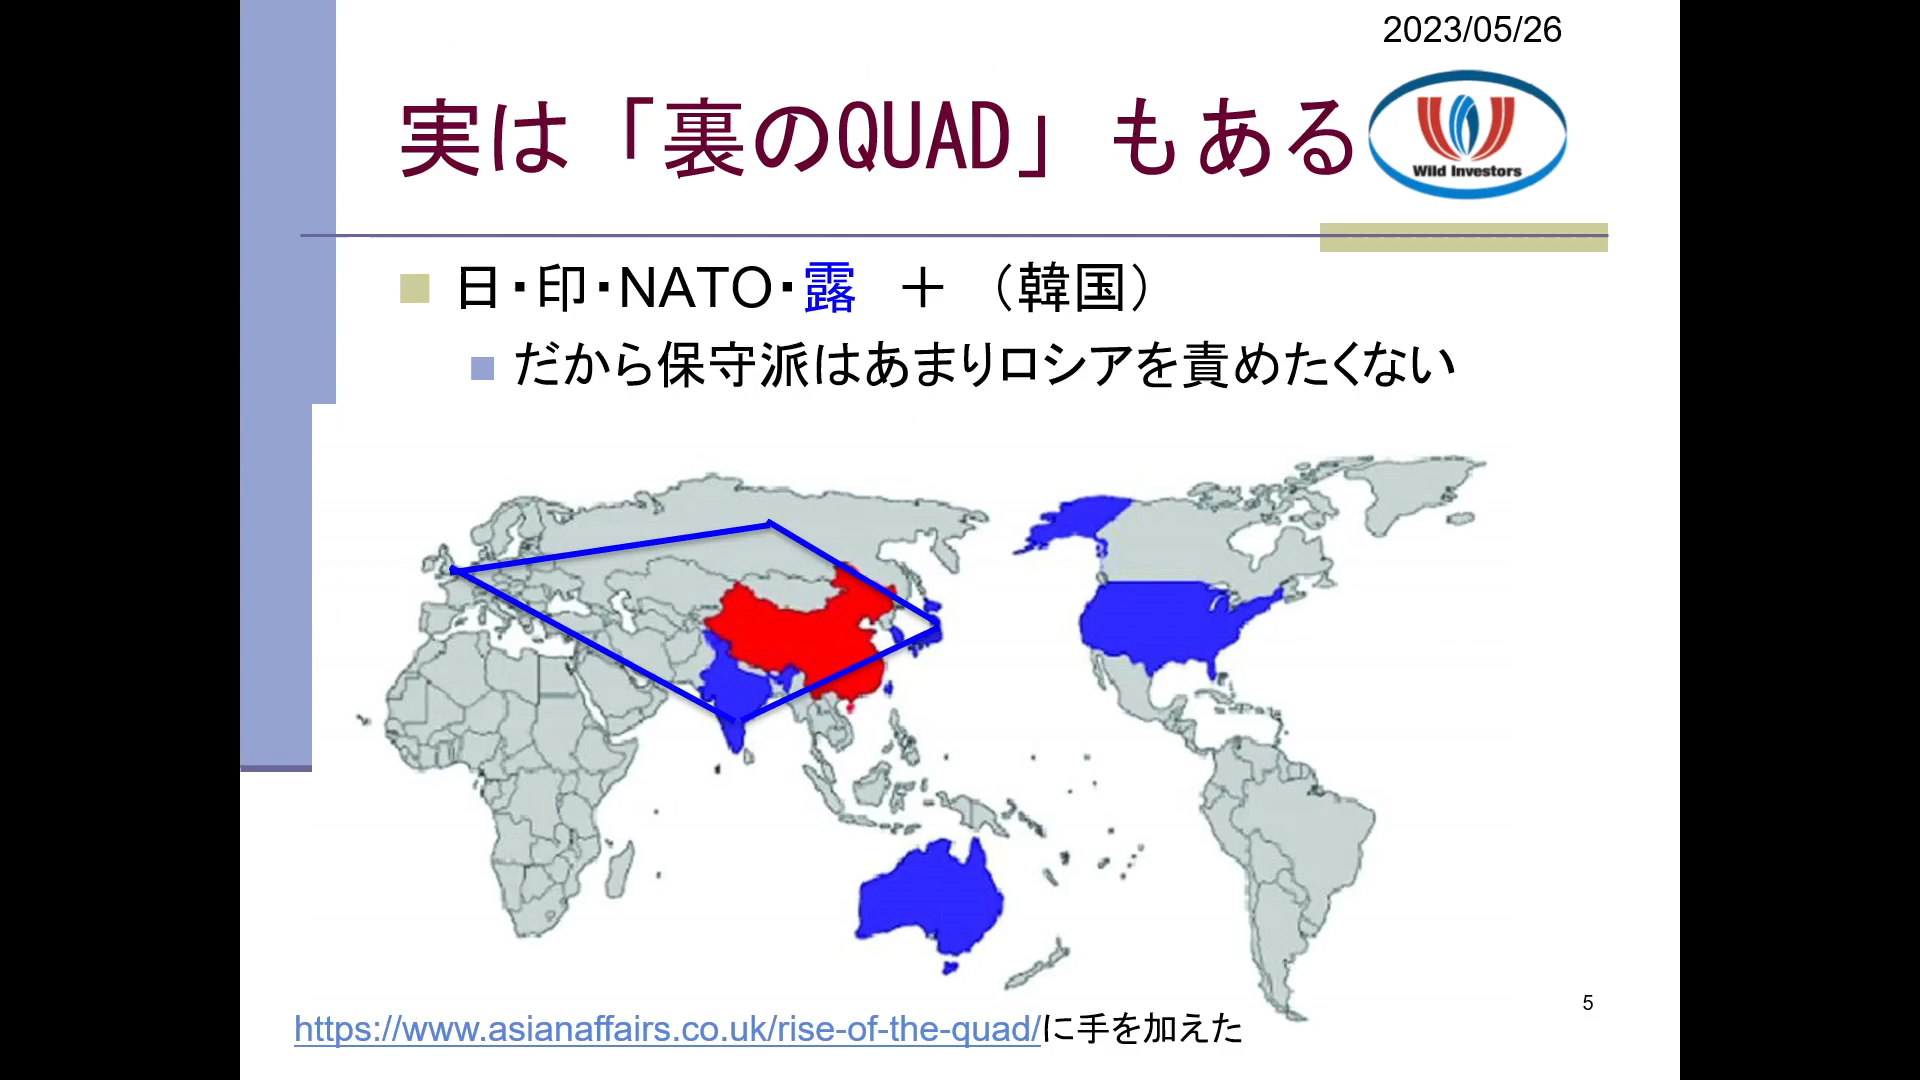 2023/05/26
実は「裏のQUAD」もある
Wild Investors
日・印・NATO・露　＋　（韓国）
だから保守派はあまりロシアを責めたくない
5
https://www.asianaffairs.co.uk/rise-of-the-quad/に手を加えた